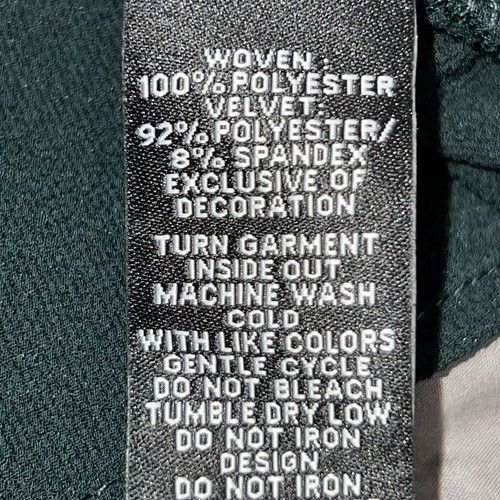 WOVEN:
100% POLYESTER
VELVET:
92% POLYESTER/
8% SPANDEX
EXCLUSIVE OF
DECORATION
TURN GARMENT
INSIDE OUT
MACHINE WASH
COLD
WITH LIKE COLORS
GENTLE CYCLE
DO NOT BLEACH
TUMBLE DRY LOW
DO NOT IRON
DESIGN
DO NOT IRON